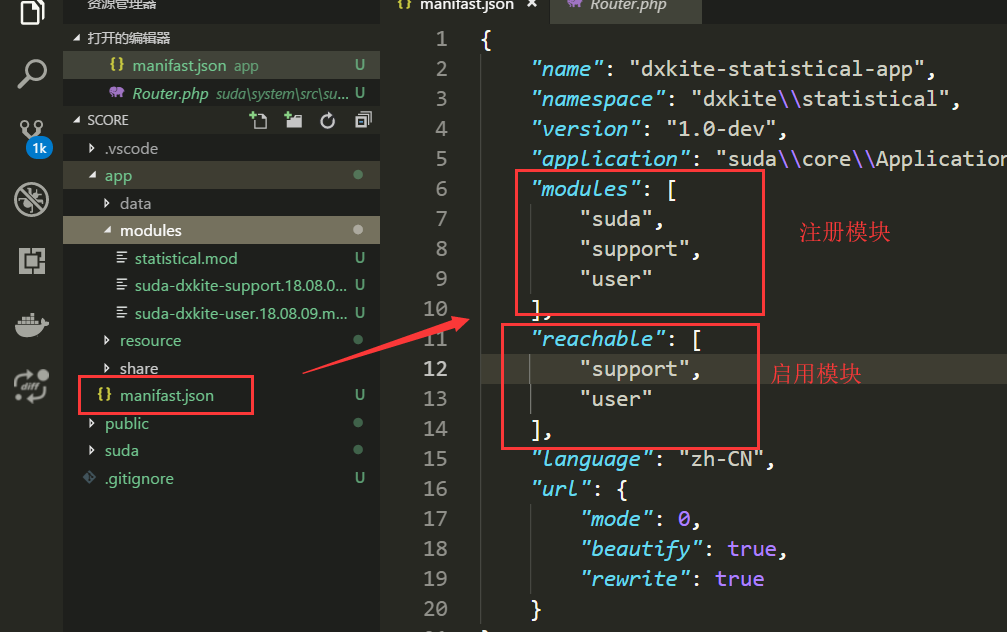 资源管理器
打开的编辑器
{} manifast.json app U
Router.php suda\system\src\su... U
SCORE
.vscode
app
data
modules
statistical.mod U
suda-dxkite-support.18.08.0... U
suda-dxkite-user.18.08.09.m... U
resource
share
{} manifast.json U
public
suda
.gitignore U
1k
diff
{} manifast.json ×
Router.php
1 {
2 "name": "dxkite-statistical-app",
3 "namespace": "dxkite\\statistical",
4 "version": "1.0-dev",
5 "application": "suda\\core\\Application
6 "modules": [
7 "suda",
8 "support",
9 "user"
10 ],
11 "reachable": [
12 "support",
13 "user"
14 ],
15 "language": "zh-CN",
16 "url": {
17 "mode": 0,
18 "beautify": true,
19 "rewrite": true
20 }
注册模块
启用模块